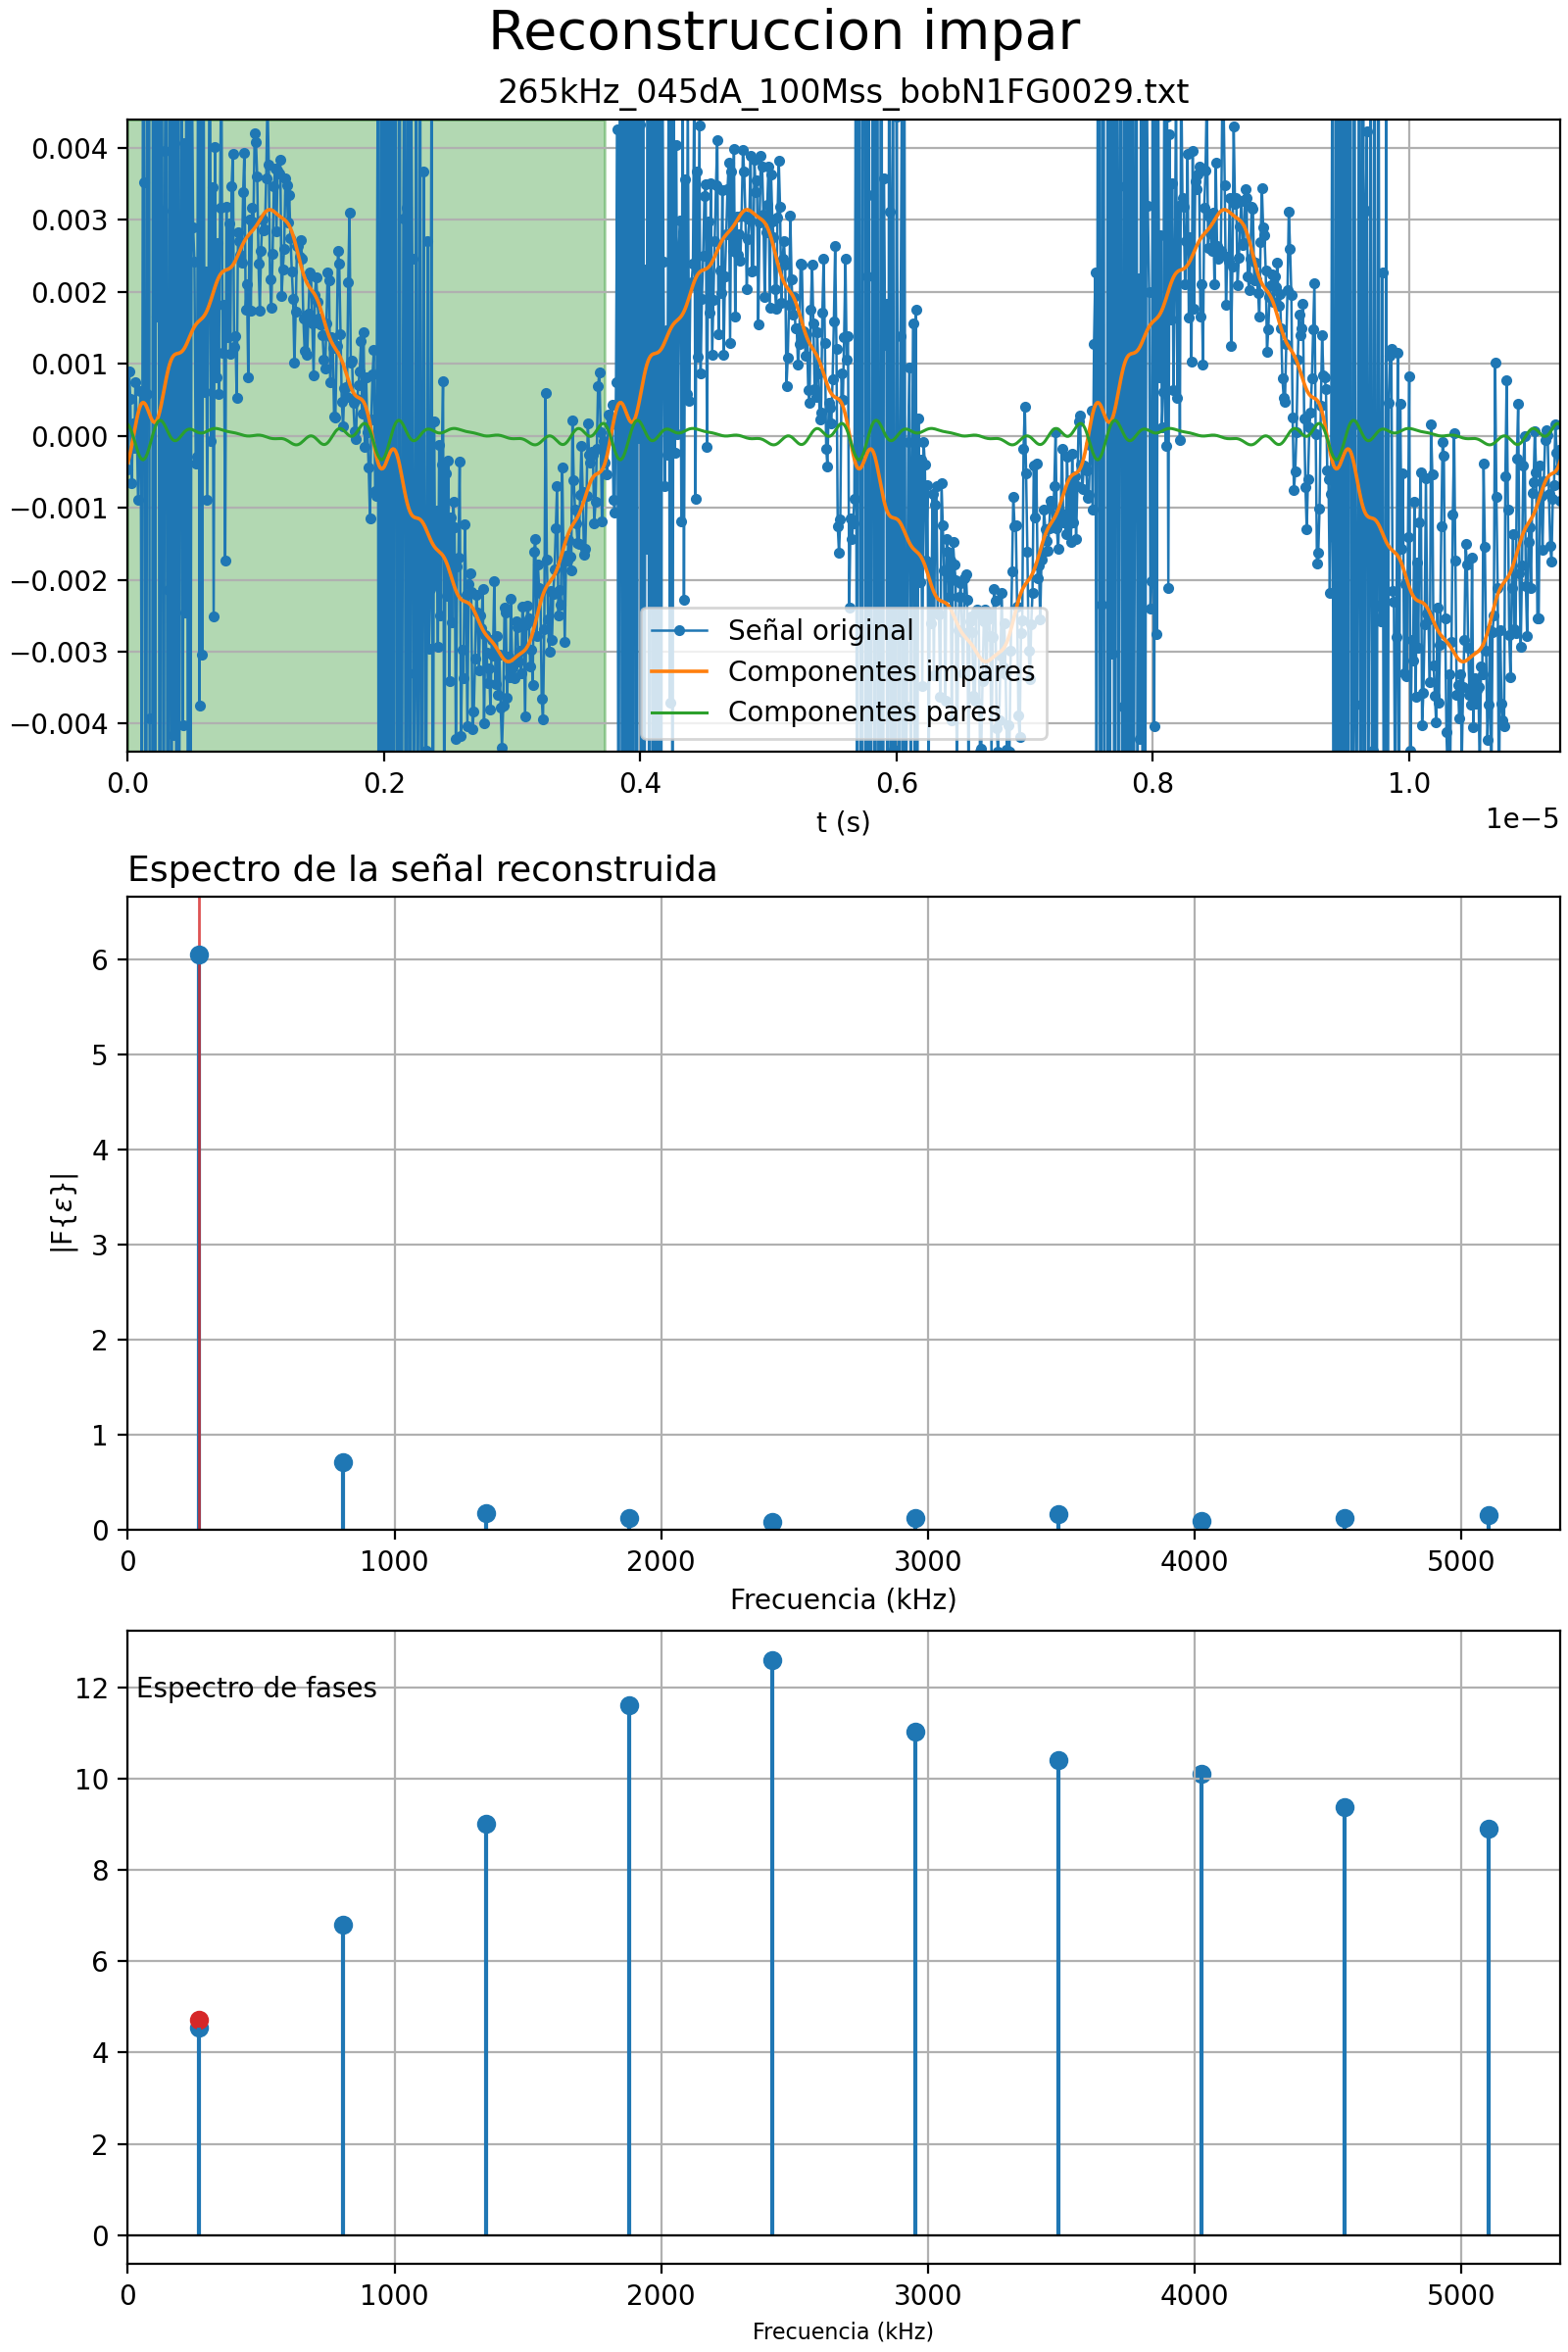 Reconstruccion impar
265kHz_045dA_100Mss_bobN1FG0029.txt
0.004
0.003
0.002
0.001
0.000
−0.001
−0.002
−0.003
−0.004
Señal original
Componentes impares
Componentes pares
0.0 0.2 0.4 0.6 0.8 1.0
1e−5
t (s)
Espectro de la señal reconstruida
6
5
4
3
2
1
0
|F{ε}|
0 1000 2000 3000 4000 5000
Frecuencia (kHz)
Espectro de fases
12
10
8
6
4
2
0
0 1000 2000 3000 4000 5000
Frecuencia (kHz)